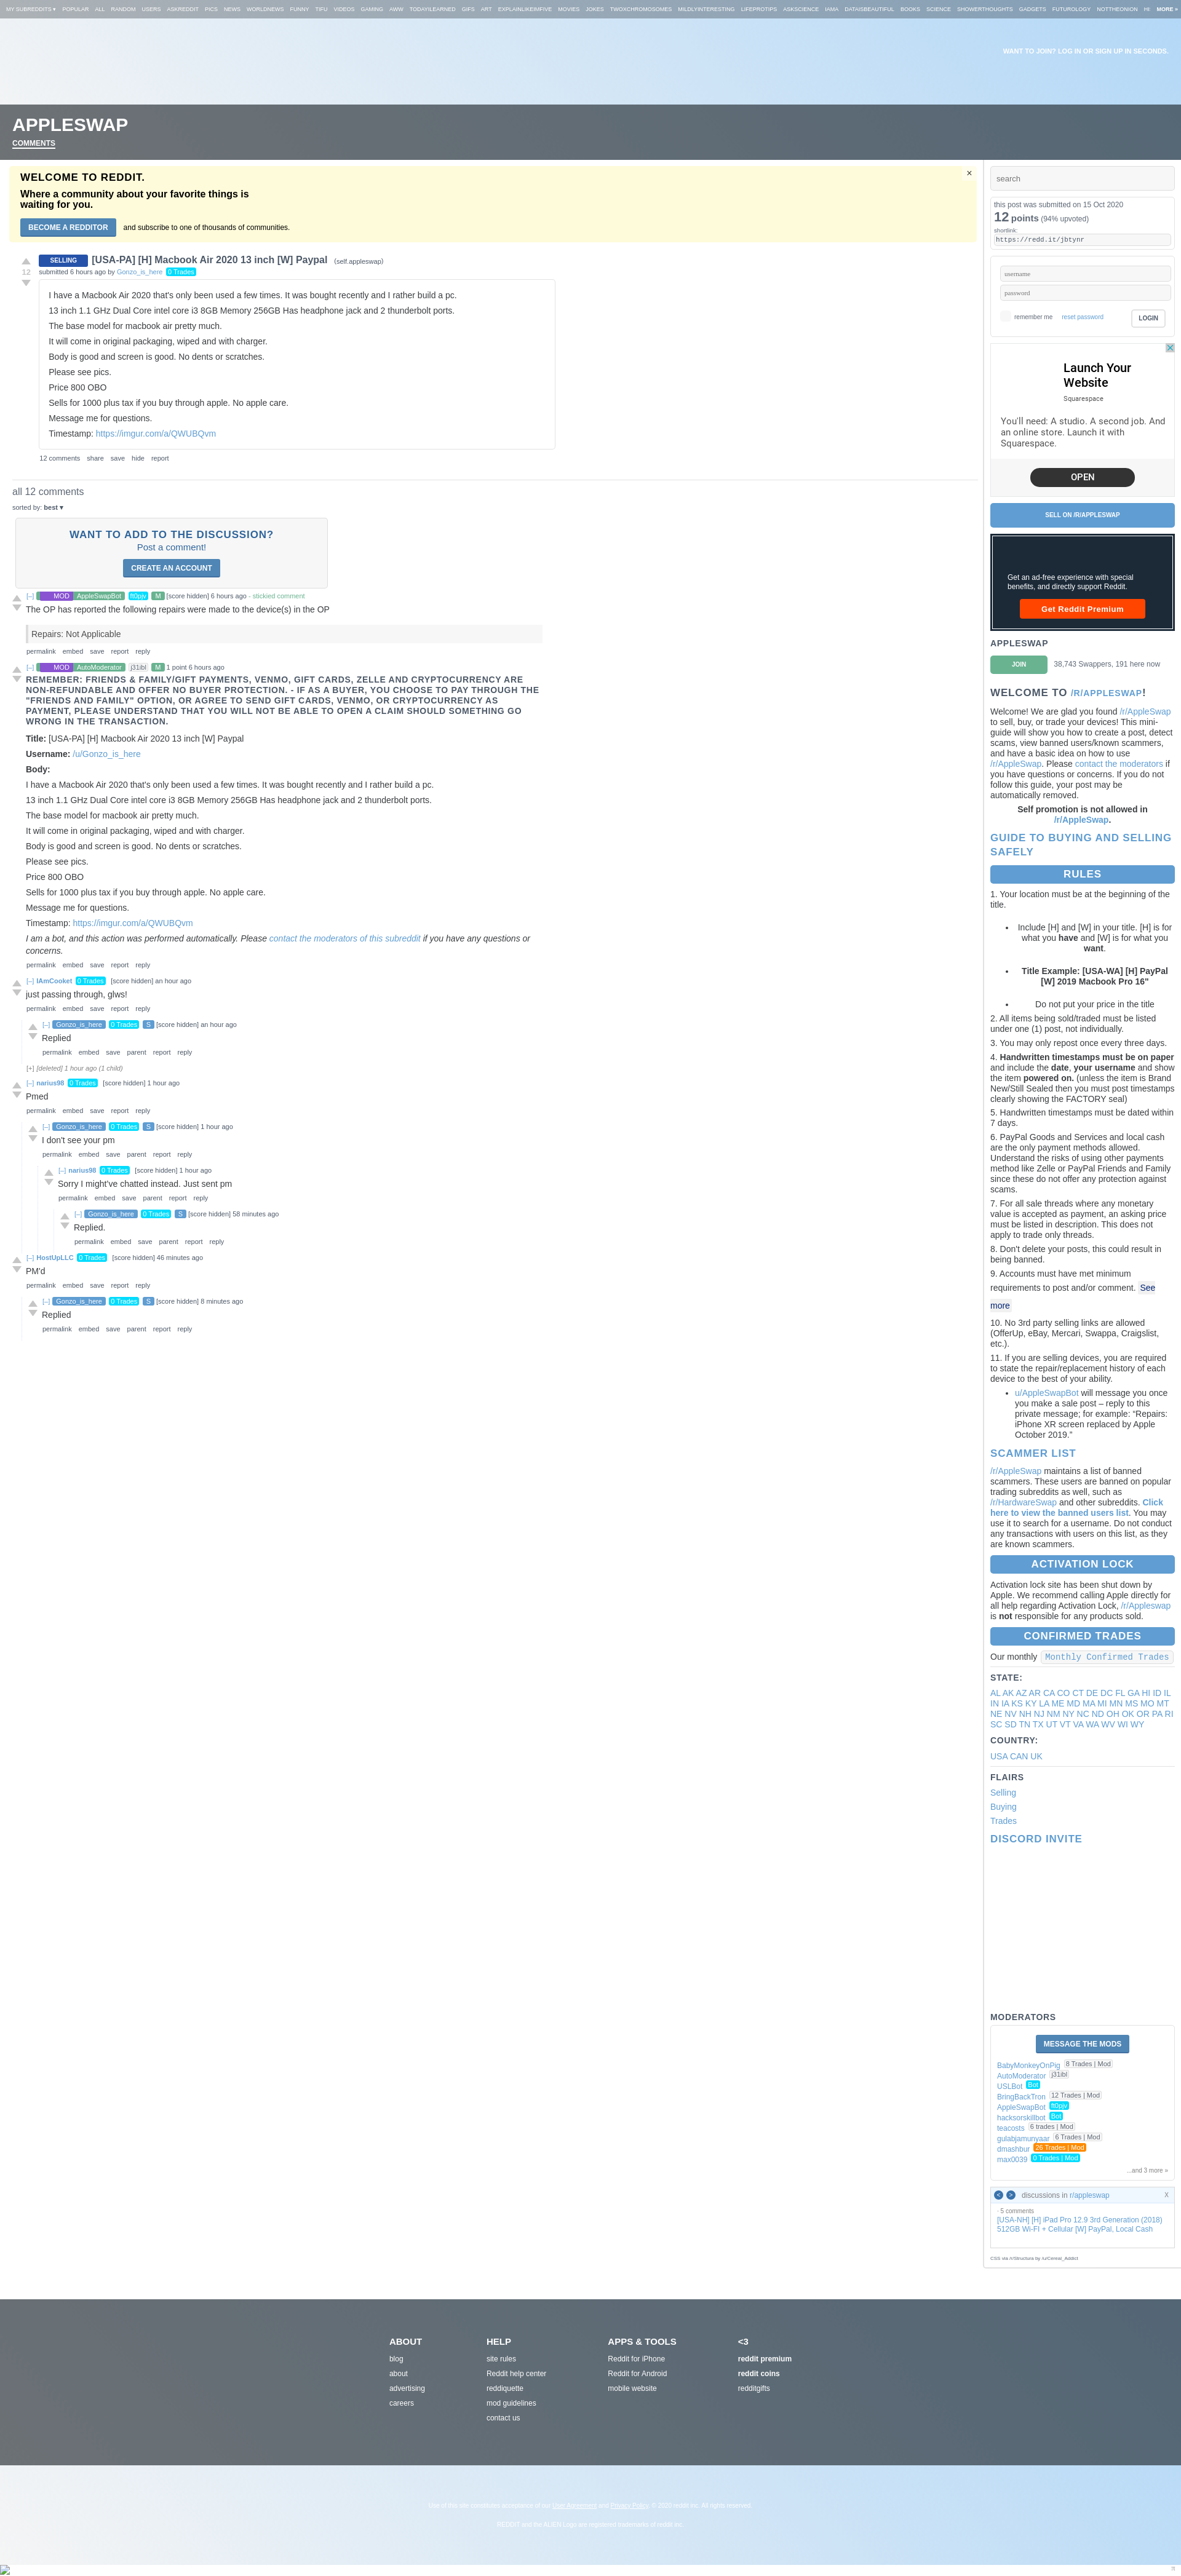 MY SUBREDDITS ▾ POPULAR ALL RANDOM USERS ASKREDDIT PICS NEWS WORLDNEWS FUNNY TIFU VIDEOS GAMING AWW TODAYILEARNED GIFS ART EXPLAINLIKEIMFIVE MOVIES JOKES TWOXCHROMOSOMES MILDLYINTERESTING LIFEPROTIPS ASKSCIENCE IAMA DATAISBEAUTIFUL BOOKS SCIENCE SHOWERTHOUGHTS GADGETS FUTUROLOGY NOTTHEONION HI MORE »
WANT TO JOIN? LOG IN OR SIGN UP IN SECONDS.
APPLESWAP
COMMENTS
WELCOME TO REDDIT.
×
Where a community about your favorite things is
waiting for you.
BECOME A REDDITOR and subscribe to one of thousands of communities.
SELLING [USA-PA] [H] Macbook Air 2020 13 inch [W] Paypal (self.appleswap)
12
submitted 6 hours ago by Gonzo_is_here 0 Trades
I have a Macbook Air 2020 that's only been used a few times. It was bought recently and I rather build a pc.
13 inch 1.1 GHz Dual Core intel core i3 8GB Memory 256GB Has headphone jack and 2 thunderbolt ports.
The base model for macbook air pretty much.
It will come in original packaging, wiped and with charger.
Body is good and screen is good. No dents or scratches.
Please see pics.
Price 800 OBO
Sells for 1000 plus tax if you buy through apple. No apple care.
Message me for questions.
Timestamp: https://imgur.com/a/QWUBQvm
12 comments share save hide report
all 12 comments
sorted by: best ▾
WANT TO ADD TO THE DISCUSSION?
Post a comment!
CREATE AN ACCOUNT
[–] MOD AppleSwapBot ft0pjv M [score hidden] 6 hours ago - stickied comment
The OP has reported the following repairs were made to the device(s) in the OP
Repairs: Not Applicable
permalink embed save report reply
[–] MOD AutoModerator j31ibl M 1 point 6 hours ago
REMEMBER: FRIENDS & FAMILY/GIFT PAYMENTS, VENMO, GIFT CARDS, ZELLE AND CRYPTOCURRENCY ARE
NON-REFUNDABLE AND OFFER NO BUYER PROTECTION. - IF AS A BUYER, YOU CHOOSE TO PAY THROUGH THE
"FRIENDS AND FAMILY" OPTION, OR AGREE TO SEND GIFT CARDS, VENMO, OR CRYPTOCURRENCY AS
PAYMENT, PLEASE UNDERSTAND THAT YOU WILL NOT BE ABLE TO OPEN A CLAIM SHOULD SOMETHING GO
WRONG IN THE TRANSACTION.
Title: [USA-PA] [H] Macbook Air 2020 13 inch [W] Paypal
Username: /u/Gonzo_is_here
Body:
I have a Macbook Air 2020 that's only been used a few times. It was bought recently and I rather build a pc.
13 inch 1.1 GHz Dual Core intel core i3 8GB Memory 256GB Has headphone jack and 2 thunderbolt ports.
The base model for macbook air pretty much.
It will come in original packaging, wiped and with charger.
Body is good and screen is good. No dents or scratches.
Please see pics.
Price 800 OBO
Sells for 1000 plus tax if you buy through apple. No apple care.
Message me for questions.
Timestamp: https://imgur.com/a/QWUBQvm
I am a bot, and this action was performed automatically. Please contact the moderators of this subreddit if you have any questions or
concerns.
permalink embed save report reply
[–] IAmCooket 0 Trades [score hidden] an hour ago
just passing through, glws!
permalink embed save report reply
[–] Gonzo_is_here 0 Trades S [score hidden] an hour ago
Replied
permalink embed save parent report reply
[+] [deleted] 1 hour ago (1 child)
[–] narius98 0 Trades [score hidden] 1 hour ago
Pmed
permalink embed save report reply
[–] Gonzo_is_here 0 Trades S [score hidden] 1 hour ago
I don't see your pm
permalink embed save parent report reply
[–] narius98 0 Trades [score hidden] 1 hour ago
Sorry I might've chatted instead. Just sent pm
permalink embed save parent report reply
[–] Gonzo_is_here 0 Trades S [score hidden] 58 minutes ago
Replied.
permalink embed save parent report reply
[–] HostUpLLC 0 Trades [score hidden] 46 minutes ago
PM'd
permalink embed save report reply
[–] Gonzo_is_here 0 Trades S [score hidden] 8 minutes ago
Replied
permalink embed save parent report reply
search
this post was submitted on 15 Oct 2020
12 points (94% upvoted)
shortlink:
https://redd.it/jbtynr
username
password
remember me reset password LOGIN
Launch Your
Website
Squarespace
You'll need: A studio. A second job. And
an online store. Launch it with
Squarespace.
OPEN
SELL ON /R/APPLESWAP
Get an ad-free experience with special
benefits, and directly support Reddit.
Get Reddit Premium
APPLESWAP
JOIN 38,743 Swappers, 191 here now
WELCOME TO /R/APPLESWAP!
Welcome! We are glad you found /r/AppleSwap
to sell, buy, or trade your devices! This mini-
guide will show you how to create a post, detect
scams, view banned users/known scammers,
and have a basic idea on how to use
/r/AppleSwap. Please contact the moderators if
you have questions or concerns. If you do not
follow this guide, your post may be
automatically removed.
Self promotion is not allowed in
/r/AppleSwap.
GUIDE TO BUYING AND SELLING
SAFELY
RULES
1. Your location must be at the beginning of the
title.
• Include [H] and [W] in your title. [H] is for
what you have and [W] is for what you
want.
• Title Example: [USA-WA] [H] PayPal
[W] 2019 Macbook Pro 16"
• Do not put your price in the title
2. All items being sold/traded must be listed
under one (1) post, not individually.
3. You may only repost once every three days.
4. Handwritten timestamps must be on paper
and include the date, your username and show
the item powered on. (unless the item is Brand
New/Still Sealed then you must post timestamps
clearly showing the FACTORY seal)
5. Handwritten timestamps must be dated within
7 days.
6. PayPal Goods and Services and local cash
are the only payment methods allowed.
Understand the risks of using other payments
method like Zelle or PayPal Friends and Family
since these do not offer any protection against
scams.
7. For all sale threads where any monetary
value is accepted as payment, an asking price
must be listed in description. This does not
apply to trade only threads.
8. Don't delete your posts, this could result in
being banned.
9. Accounts must have met minimum
requirements to post and/or comment. See
more
10. No 3rd party selling links are allowed
(OfferUp, eBay, Mercari, Swappa, Craigslist,
etc.).
11. If you are selling devices, you are required
to state the repair/replacement history of each
device to the best of your ability.
• u/AppleSwapBot will message you once
you make a sale post – reply to this
private message; for example: “Repairs:
iPhone XR screen replaced by Apple
October 2019.”
SCAMMER LIST
/r/AppleSwap maintains a list of banned
scammers. These users are banned on popular
trading subreddits as well, such as
/r/HardwareSwap and other subreddits. Click
here to view the banned users list. You may
use it to search for a username. Do not conduct
any transactions with users on this list, as they
are known scammers.
ACTIVATION LOCK
Activation lock site has been shut down by
Apple. We recommend calling Apple directly for
all help regarding Activation Lock, /r/Appleswap
is not responsible for any products sold.
CONFIRMED TRADES
Our monthly Monthly Confirmed Trades
STATE:
AL AK AZ AR CA CO CT DE DC FL GA HI ID IL
IN IA KS KY LA ME MD MA MI MN MS MO MT
NE NV NH NJ NM NY NC ND OH OK OR PA RI
SC SD TN TX UT VT VA WA WV WI WY
COUNTRY:
USA CAN UK
FLAIRS
Selling
Buying
Trades
DISCORD INVITE
MODERATORS
MESSAGE THE MODS
BabyMonkeyOnPig 8 Trades | Mod
AutoModerator j31ibl
USLBot Bot
BringBackTron 12 Trades | Mod
AppleSwapBot ft0pjv
hacksorskillbot Bot
teacosts 6 trades | Mod
gulabjamunyaar 6 Trades | Mod
dmashbur 26 Trades | Mod
max0039 0 Trades | Mod
...and 3 more »
< > discussions in r/appleswap X
· 5 comments
[USA-NH] [H] iPad Pro 12.9 3rd Generation (2018)
512GB Wi-FI + Cellular [W] PayPal, Local Cash
CSS via /r/Structura by /u/Cereal_Addict
ABOUT
blog
about
advertising
careers
HELP
site rules
Reddit help center
reddiquette
mod guidelines
contact us
APPS & TOOLS
Reddit for iPhone
Reddit for Android
mobile website
<3
reddit premium
reddit coins
redditgifts
Use of this site constitutes acceptance of our User Agreement and Privacy Policy. © 2020 reddit inc. All rights reserved.
REDDIT and the ALIEN Logo are registered trademarks of reddit inc.
π